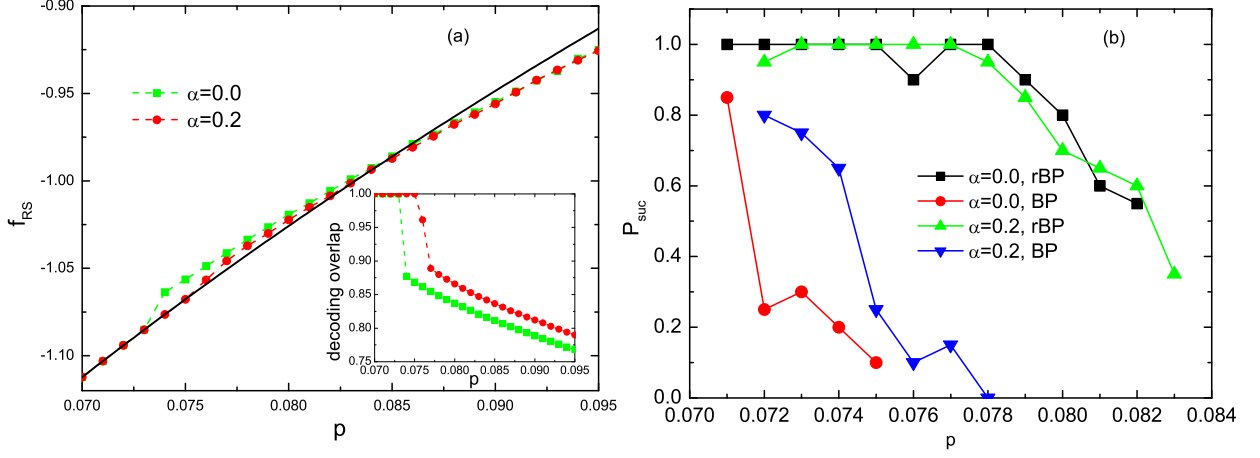 (a)
α=0.0
α=0.2
-0.90
-0.95
-1.00
-1.05
-1.10
f_RS
0.070 0.075 0.080 0.085 0.090 0.095
p
1.00
0.95
0.90
0.85
0.80
0.75
decoding overlap
0.070 0.075 0.080 0.085 0.090 0.095
p
(b)
1.0
0.8
0.6
0.4
0.2
0.0
P_suc
α=0.0, rBP
α=0.0, BP
α=0.2, rBP
α=0.2, BP
0.070 0.072 0.074 0.076 0.078 0.080 0.082 0.084
p